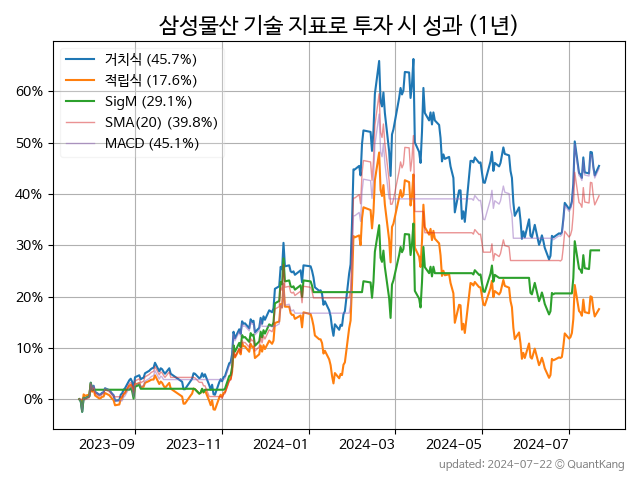 삼성물산 기술 지표로 투자 시 성과 (1년)
거치식 (45.7%)
적립식 (17.6%)
SigM (29.1%)
SMA(20) (39.8%)
MACD (45.1%)
60%
50%
40%
30%
20%
10%
0%
2023-09 2023-11 2024-01 2024-03 2024-05 2024-07
updated: 2024-07-22 © QuantKang